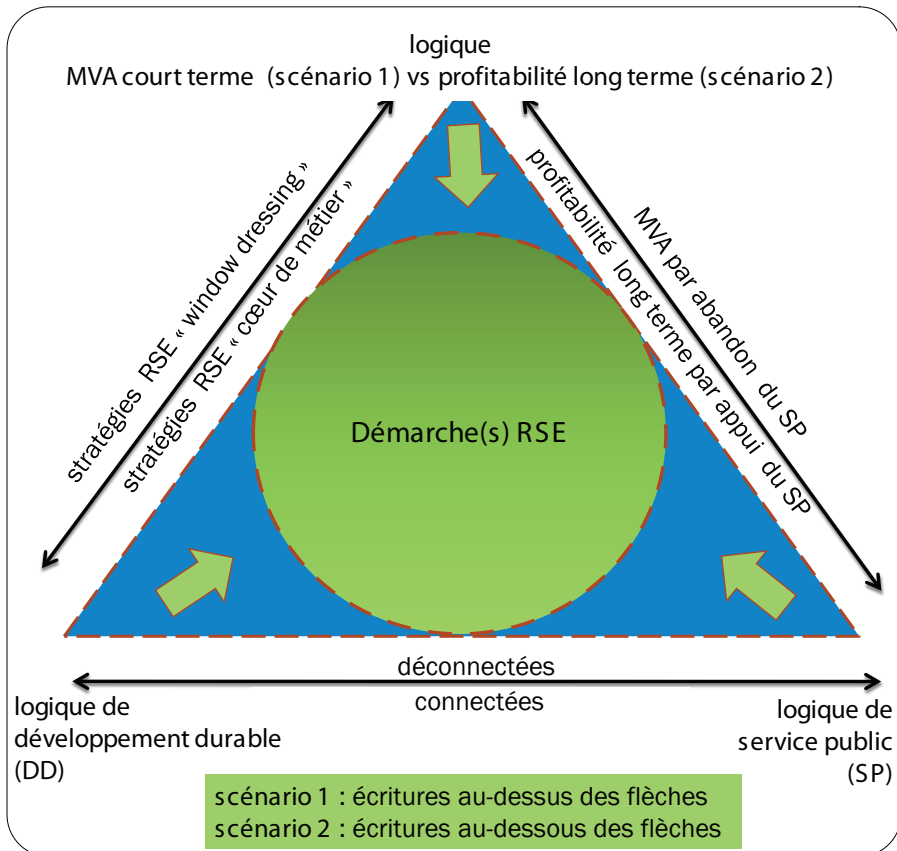 logique
MVA court terme (scénario 1) vs profitabilité long terme (scénario 2)
stratégies RSE « window dressing »
stratégies RSE « cœur de métier »
MVA par abandon du SP
profitabilité long terme par appui du SP
Démarche(s) RSE
déconnectées
connectées
logique de
développement durable
(DD)
logique de
service public
(SP)
scénario 1 : écritures au-dessus des flèches
scénario 2 : écritures au-dessous des flèches